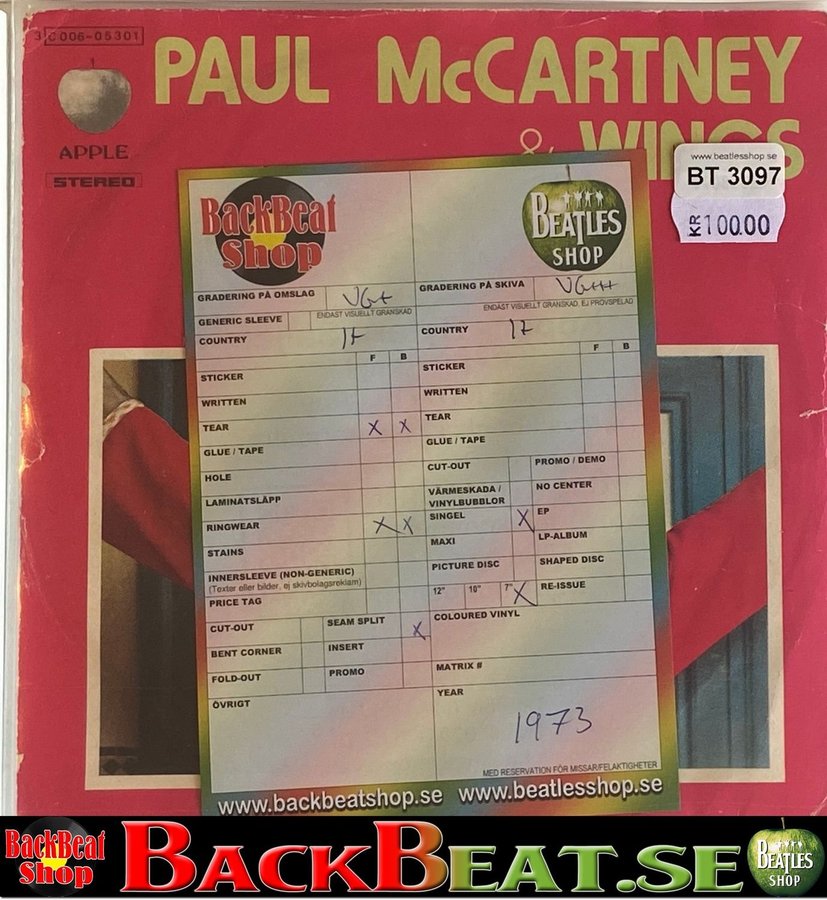 3C 006-05301
PAUL McCARTNEY
& WINGS
APPLE
STEREO
www.beatlesshop.se
BT 3097
KR 100.00
BackBeat
Shop
BEATLES
SHOP
GRADERING PÅ OMSLAG VG+
ENDAST VISUELLT GRANSKAD
GENERIC SLEEVE
COUNTRY It
F B
STICKER
WRITTEN
TEAR X X
GLUE / TAPE
HOLE
LAMINATSLÄPP
RINGWEAR X X
STAINS
INNERSLEEVE (NON-GENERIC)
(Texter eller bilder, ej skivbolagsreklam)
PRICE TAG
CUT-OUT
SEAM SPLIT X
BENT CORNER
INSERT
FOLD-OUT
PROMO
ÖVRIGT
GRADERING PÅ SKIVA VG++
ENDAST VISUELLT GRANSKAD, EJ PROVSPELAD
COUNTRY It
F B
STICKER
WRITTEN
TEAR
GLUE / TAPE
CUT-OUT
PROMO / DEMO
VÄRMESKADA /
VINYLBUBBLOR
NO CENTER
SINGEL X
EP
MAXI
LP-ALBUM
PICTURE DISC
SHAPED DISC
12" 10" 7" X
RE-ISSUE
COLOURED VINYL
MATRIX #
YEAR
1973
MED RESERVATION FÖR MISSAR/FELAKTIGHETER
www.backbeatshop.se www.beatlesshop.se
BackBeat
Shop
BACKBEAT.SE
BEATLES
SHOP